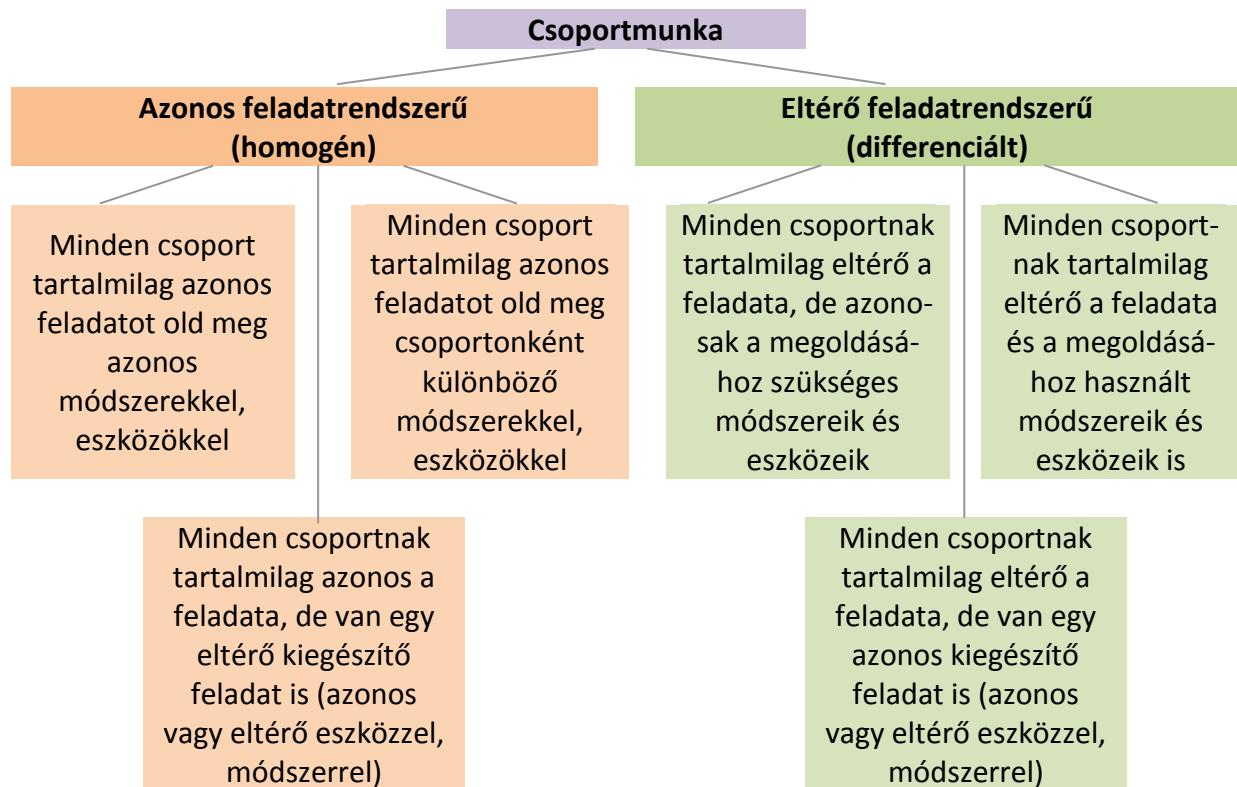 Csoportmunka
Azonos feladatrendszerű
(homogén)
Eltérő feladatrendszerű
(differenciált)
Minden csoport
tartalmilag azonos
feladatot old meg
azonos
módszerekkel,
eszközökkel
Minden csoport
tartalmilag azonos
feladatot old meg
csoportonként
különböző
módszerekkel,
eszközökkel
Minden csoportnak
tartalmilag eltérő a
feladata, de azono-
sak a megoldásá-
hoz szükséges
módszereik és
eszközeik
Minden csoport-
nak tartalmilag
eltérő a feladata
és a megoldásá-
hoz használt
módszereik és
eszközeik is
Minden csoportnak
tartalmilag azonos a
feladata, de van egy
eltérő kiegészítő
feladat is (azonos
vagy eltérő eszközzel,
módszerrel)
Minden csoportnak
tartalmilag eltérő a
feladata, de van egy
azonos kiegészítő
feladat is (azonos
vagy eltérő eszközzel,
módszerrel)